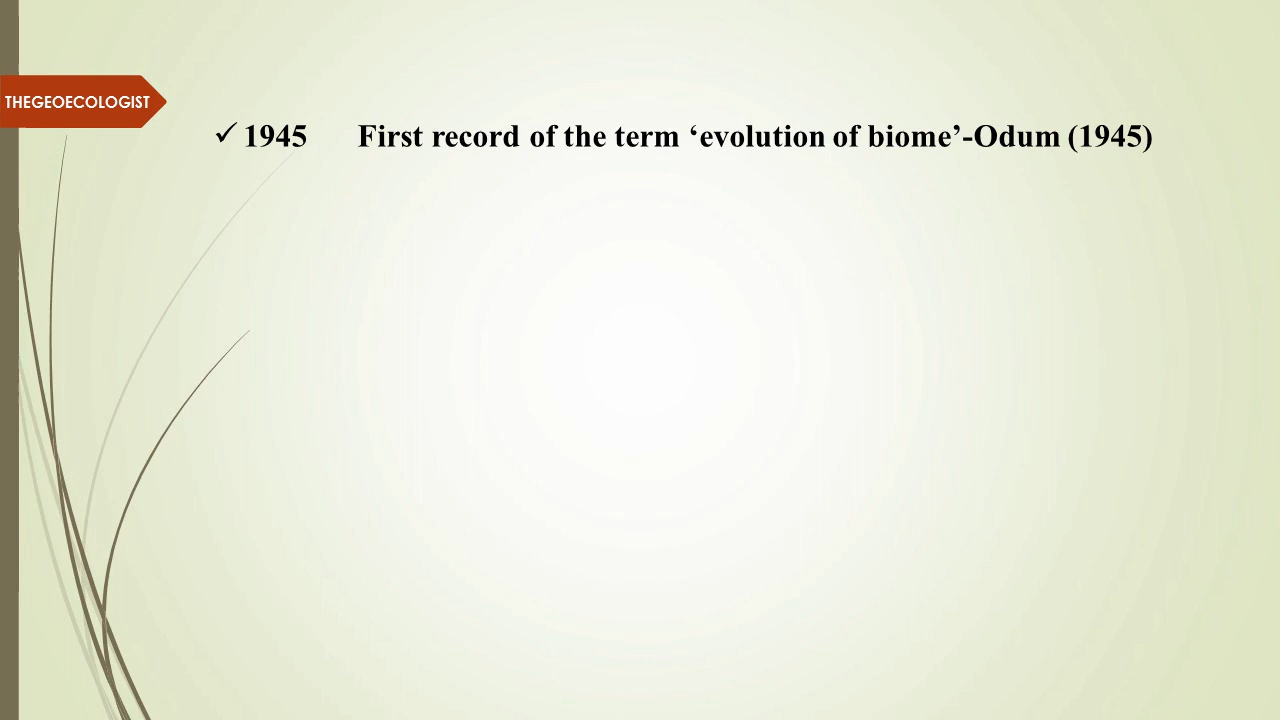 THEGEOECOLOGIST
✓ 1945 First record of the term ‘evolution of biome’-Odum (1945)